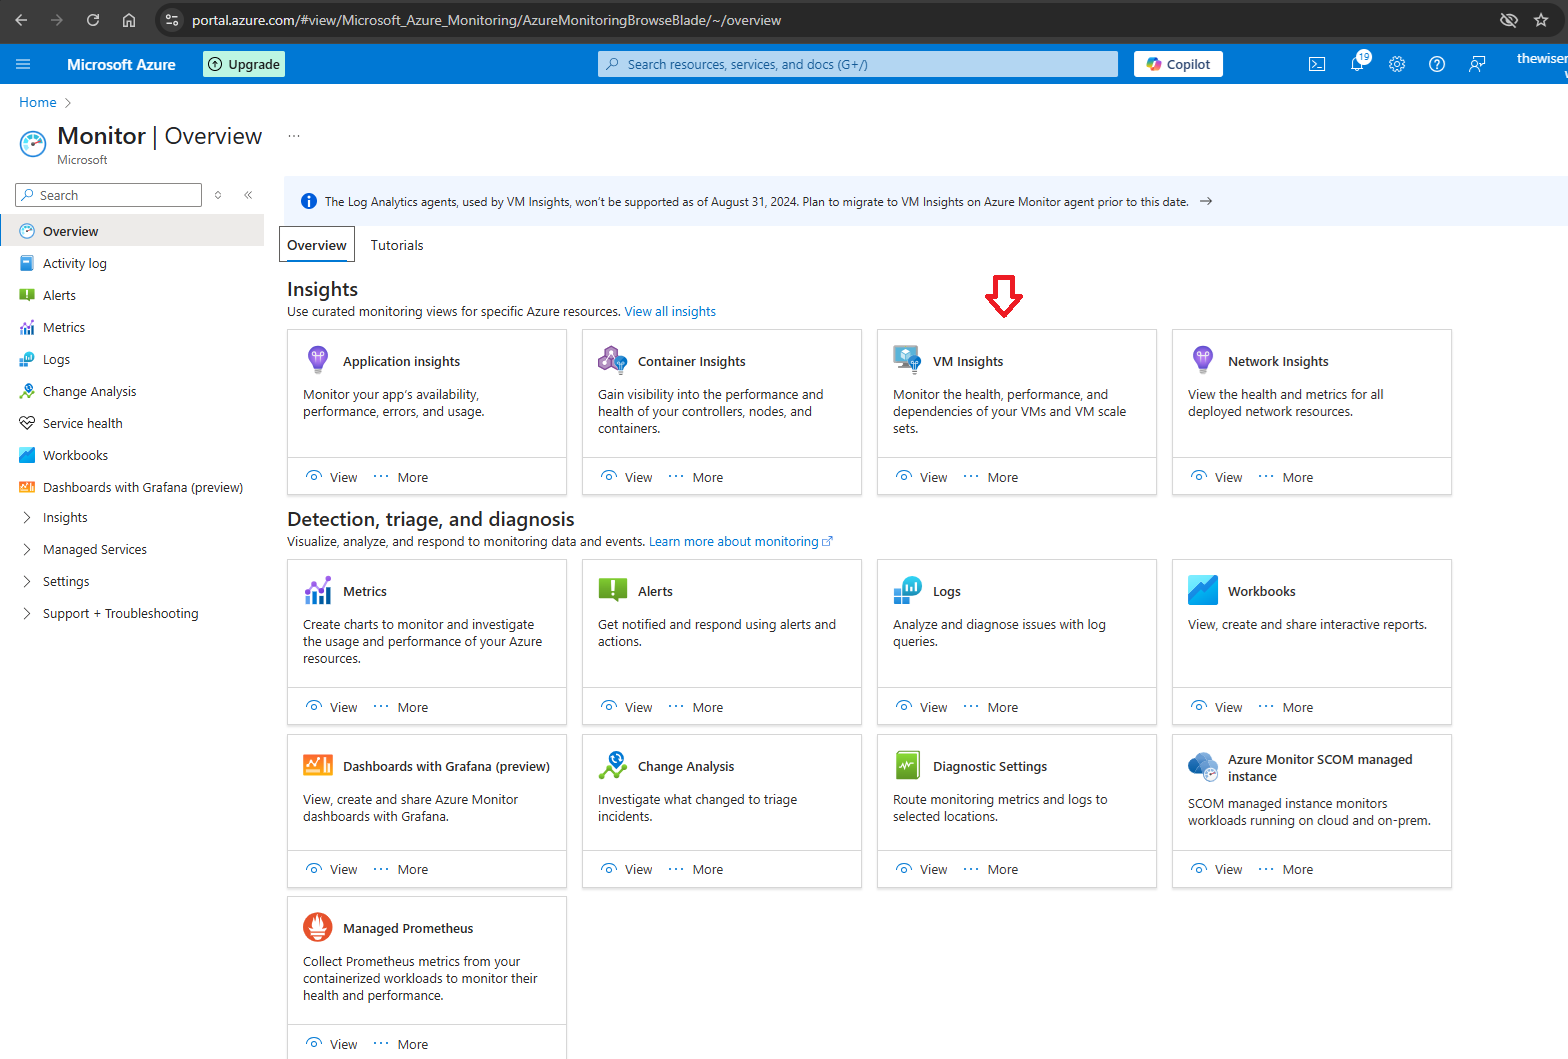 portal.azure.com/#view/Microsoft_Azure_Monitoring/AzureMonitoringBrowseBlade/~/overview
Microsoft Azure
Upgrade
Search resources, services, and docs (G+/)
Copilot
19
thewiser
Home
Monitor | Overview
...
Microsoft
Search
Overview
Activity log
Alerts
Metrics
Logs
Change Analysis
Service health
Workbooks
Dashboards with Grafana (preview)
Insights
Managed Services
Settings
Support + Troubleshooting
The Log Analytics agents, used by VM Insights, won't be supported as of August 31, 2024. Plan to migrate to VM Insights on Azure Monitor agent prior to this date.
Overview
Tutorials
Insights
Use curated monitoring views for specific Azure resources. View all insights
Application insights
Monitor your app's availability,
performance, errors, and usage.
View
More
Container Insights
Gain visibility into the performance and
health of your controllers, nodes, and
containers.
View
More
VM Insights
Monitor the health, performance, and
dependencies of your VMs and VM scale
sets.
View
More
Network Insights
View the health and metrics for all
deployed network resources.
View
More
Detection, triage, and diagnosis
Visualize, analyze, and respond to monitoring data and events. Learn more about monitoring
Metrics
Create charts to monitor and investigate
the usage and performance of your Azure
resources.
View
More
Alerts
Get notified and respond using alerts and
actions.
View
More
Logs
Analyze and diagnose issues with log
queries.
View
More
Workbooks
View, create and share interactive reports.
View
More
Dashboards with Grafana (preview)
View, create and share Azure Monitor
dashboards with Grafana.
View
More
Change Analysis
Investigate what changed to triage
incidents.
View
More
Diagnostic Settings
Route monitoring metrics and logs to
selected locations.
View
More
Azure Monitor SCOM managed
instance
SCOM managed instance monitors
workloads running on cloud and on-prem.
View
More
Managed Prometheus
Collect Prometheus metrics from your
containerized workloads to monitor their
health and performance.
View
More